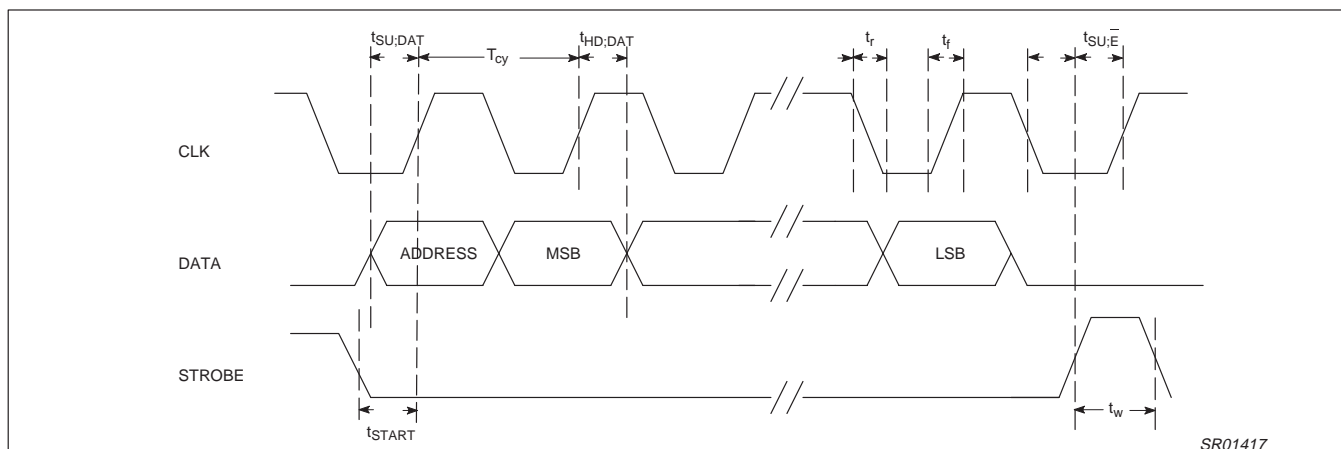 tSU;DAT
Tcy
tHD;DAT
tr
tf
tSU;E̅
CLK
DATA
ADDRESS
MSB
LSB
STROBE
tSTART
tw
SR01417